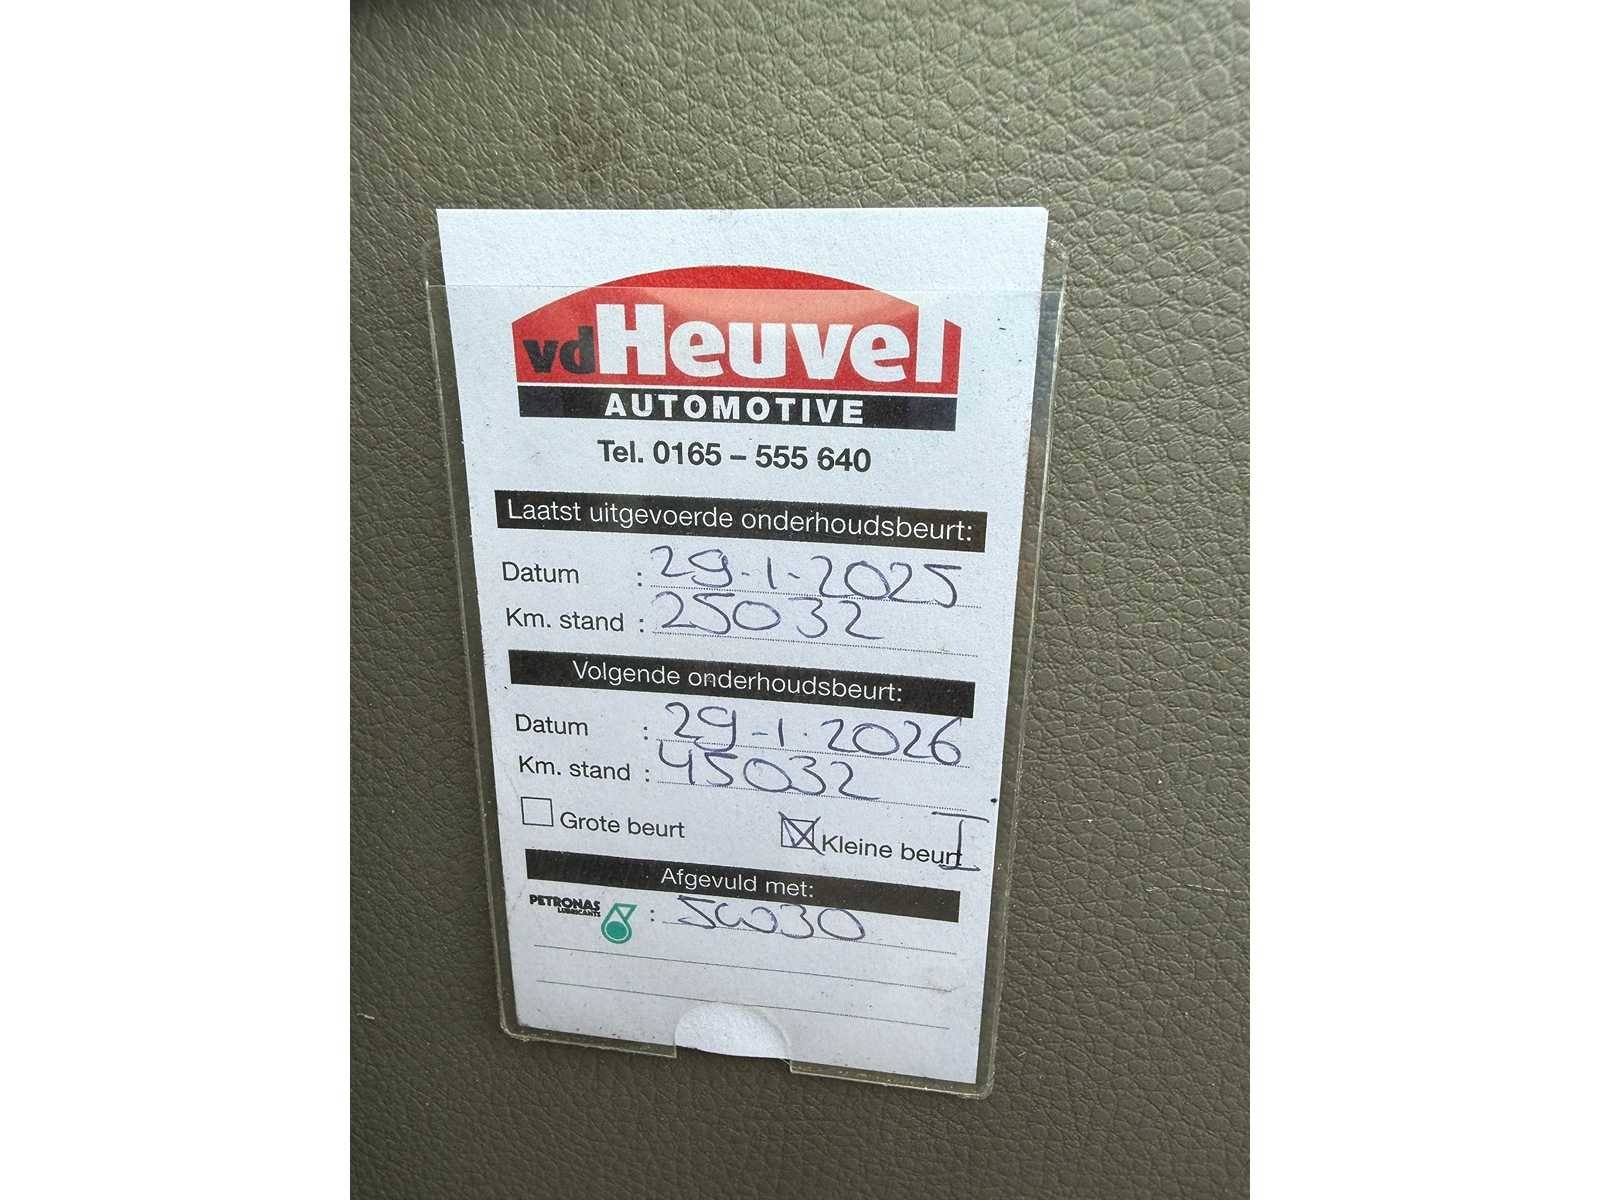 vdHeuvel
AUTOMOTIVE
Tel. 0165 – 555 640
Laatst uitgevoerde onderhoudsbeurt:
Datum : 29-1-2025
Km. stand : 25032
Volgende onderhoudsbeurt:
Datum : 29-1-2026
Km. stand : 45032
Grote beurt Kleine beurt I
Afgevuld met:
PETRONAS
LUBRICANTS : 5W30